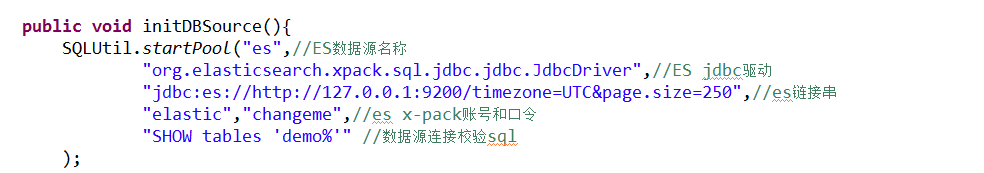 public void initDBSource(){
SQLUtil.startPool("es",//ES数据源名称
"org.elasticsearch.xpack.sql.jdbc.jdbc.JdbcDriver",//ES jdbc驱动
"jdbc:es://http://127.0.0.1:9200/timezone=UTC&page.size=250",//es链接串
"elastic","changeme",//es x-pack账号和口令
"SHOW tables 'demo%'" //数据源连接校验sql
);